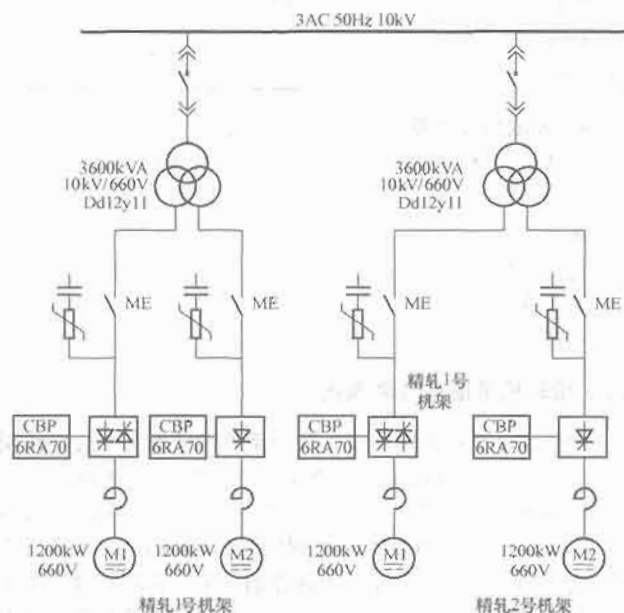 3AC 50Hz 10kV
3600kVA
10kV/660V
Dd12y11
3600kVA
10kV/660V
Dd12y11
ME
ME
ME
ME
精轧1号
机架
CBP
6RA70
CBP
6RA70
CBP
6RA70
CBP
6RA70
1200kW
660V
M1
1200kW
660V
M2
1200kW
660V
M1
1200kW
660V
M2
精轧1号机架
精轧2号机架